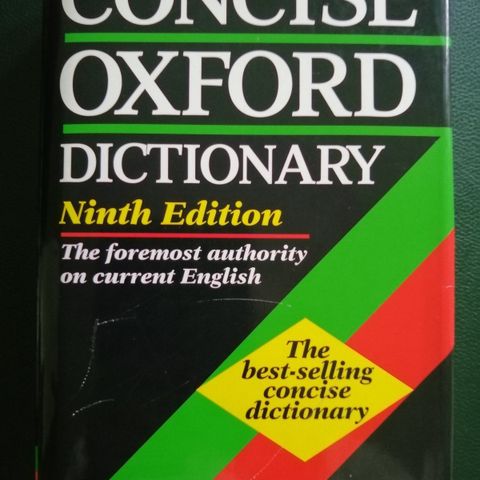 CONCISE
OXFORD
DICTIONARY
Ninth Edition
The foremost authority
on current English
The
best-selling
concise
dictionary